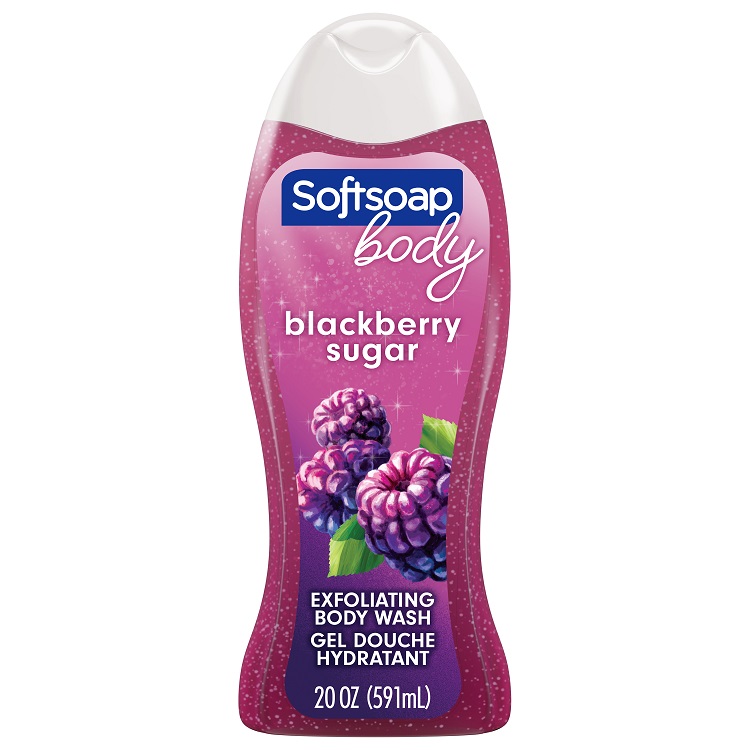 Softsoap
body
blackberry
sugar
EXFOLIATING
BODY WASH
GEL DOUCHE
HYDRATANT
20 OZ (591mL)